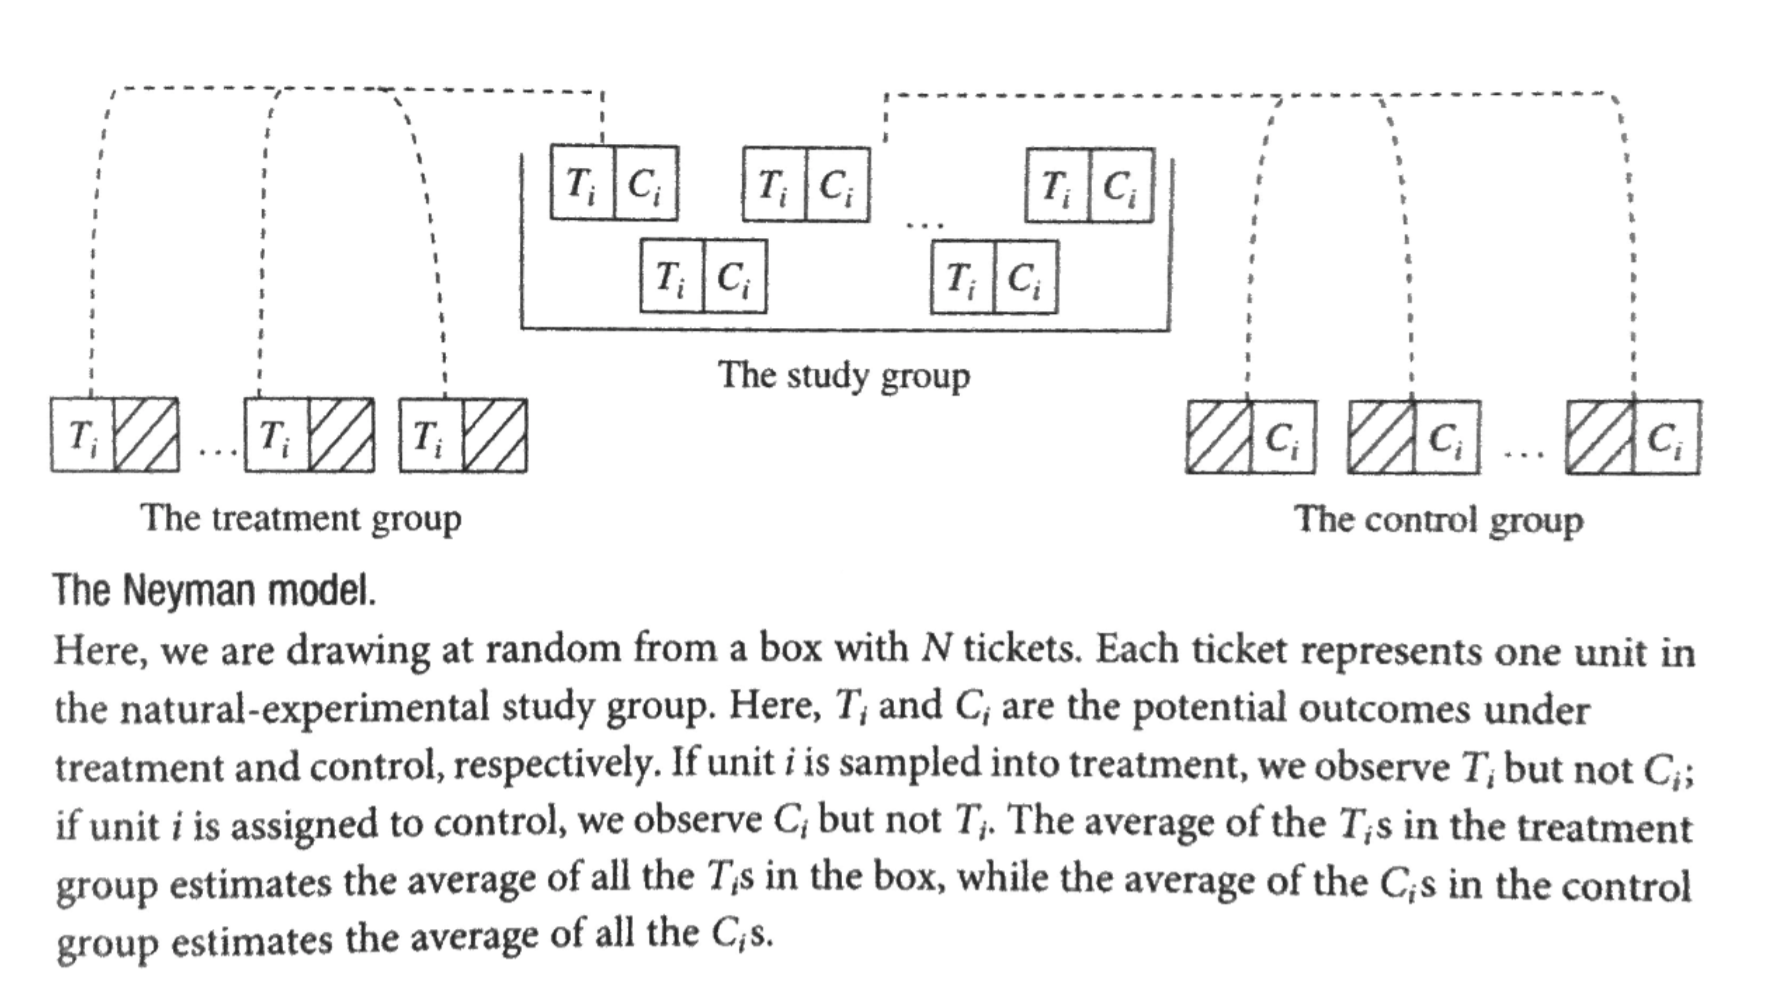 T_i C_i T_i C_i T_i C_i
...
T_i C_i T_i C_i
The study group
T_i ... T_i T_i C_i C_i ... C_i
The treatment group The control group
The Neyman model.
Here, we are drawing at random from a box with N tickets. Each ticket represents one unit in
the natural-experimental study group. Here, T_i and C_i are the potential outcomes under
treatment and control, respectively. If unit i is sampled into treatment, we observe T_i but not C_i;
if unit i is assigned to control, we observe C_i but not T_i. The average of the T_is in the treatment
group estimates the average of all the T_is in the box, while the average of the C_is in the control
group estimates the average of all the C_is.